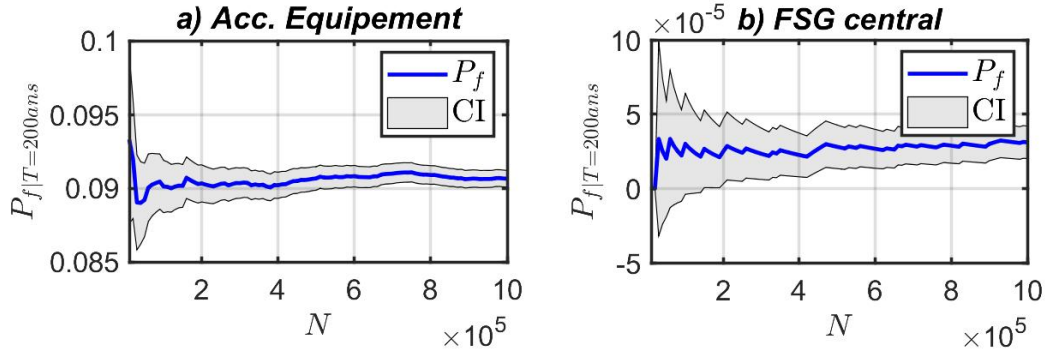 a) Acc. Equipement
0.1
0.095
0.09
0.085
P_f|T=200ans
P_f
CI
2 4 6 8 10
N
×10^5
b) FSG central
×10^-5
10
5
0
-5
P_f|T=200ans
P_f
CI
2 4 6 8 10
N
×10^5